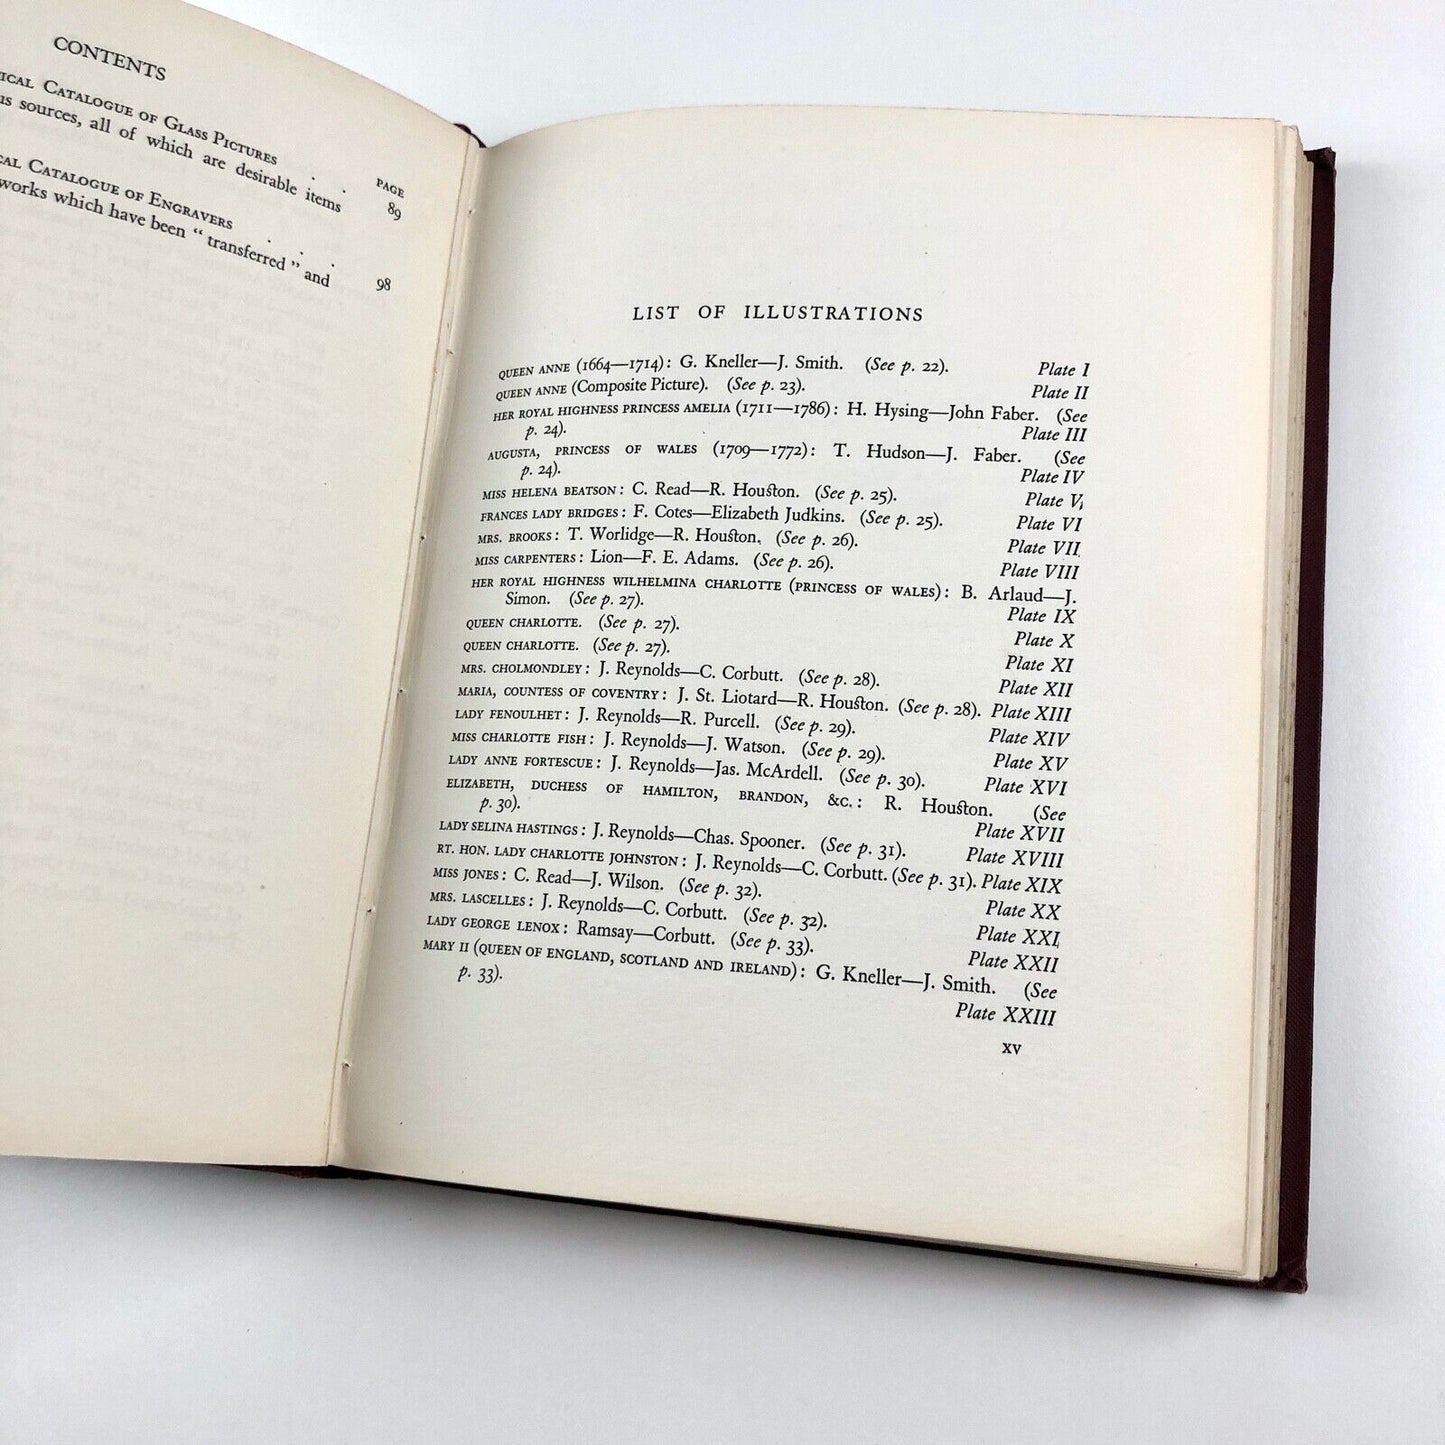 CONTENTS
ICAL CATALOGUE OF GLASS PICTURES . .
us sources, all of which are desirable items
PAGE
89
CAL CATALOGUE OF ENGRAVERS . . .
works which have been “ transferred ” and
98
LIST OF ILLUSTRATIONS
QUEEN ANNE (1664—1714): G. Kneller—J. Smith. (See p. 22). Plate I
QUEEN ANNE (Composite Picture). (See p. 23). Plate II
HER ROYAL HIGHNESS PRINCESS AMELIA (1711—1786): H. Hysing—John Faber. (See
p. 24). Plate III
AUGUSTA, PRINCESS OF WALES (1709—1772): T. Hudson—J. Faber. (See
p. 24). Plate IV
MISS HELENA BEATSON: C. Read—R. Houston. (See p. 25). Plate V
FRANCES LADY BRIDGES: F. Cotes—Elizabeth Judkins. (See p. 25). Plate VI
MRS. BROOKS: T. Worlidge—R. Houston. (See p. 26). Plate VII
MISS CARPENTERS: Lion—F. E. Adams. (See p. 26). Plate VIII
HER ROYAL HIGHNESS WILHELMINA CHARLOTTE (PRINCESS OF WALES): B. Arlaud—J.
Simon. (See p. 27). Plate IX
QUEEN CHARLOTTE. (See p. 27). Plate X
QUEEN CHARLOTTE. (See p. 27). Plate XI
MRS. CHOLMONDLEY: J. Reynolds—C. Corbutt. (See p. 28). Plate XII
MARIA, COUNTESS OF COVENTRY: J. St. Liotard—R. Houston. (See p. 28). Plate XIII
LADY FENOULHET: J. Reynolds—R. Purcell. (See p. 29). Plate XIV
MISS CHARLOTTE FISH: J. Reynolds—J. Watson. (See p. 29). Plate XV
LADY ANNE FORTESCUE: J. Reynolds—Jas. McArdell. (See p. 30). Plate XVI
ELIZABETH, DUCHESS OF HAMILTON, BRANDON, &C.: R. Houston. (See
p. 30). Plate XVII
LADY SELINA HASTINGS: J. Reynolds—Chas. Spooner. (See p. 31). Plate XVIII
RT. HON. LADY CHARLOTTE JOHNSTON: J. Reynolds—C. Corbutt. (See p. 31). Plate XIX
MISS JONES: C. Read—J. Wilson. (See p. 32). Plate XX
MRS. LASCELLES: J. Reynolds—C. Corbutt. (See p. 32). Plate XXI
LADY GEORGE LENOX: Ramsay—Corbutt. (See p. 33). Plate XXII
MARY II (QUEEN OF ENGLAND, SCOTLAND AND IRELAND): G. Kneller—J. Smith. (See
p. 33). Plate XXIII
xv